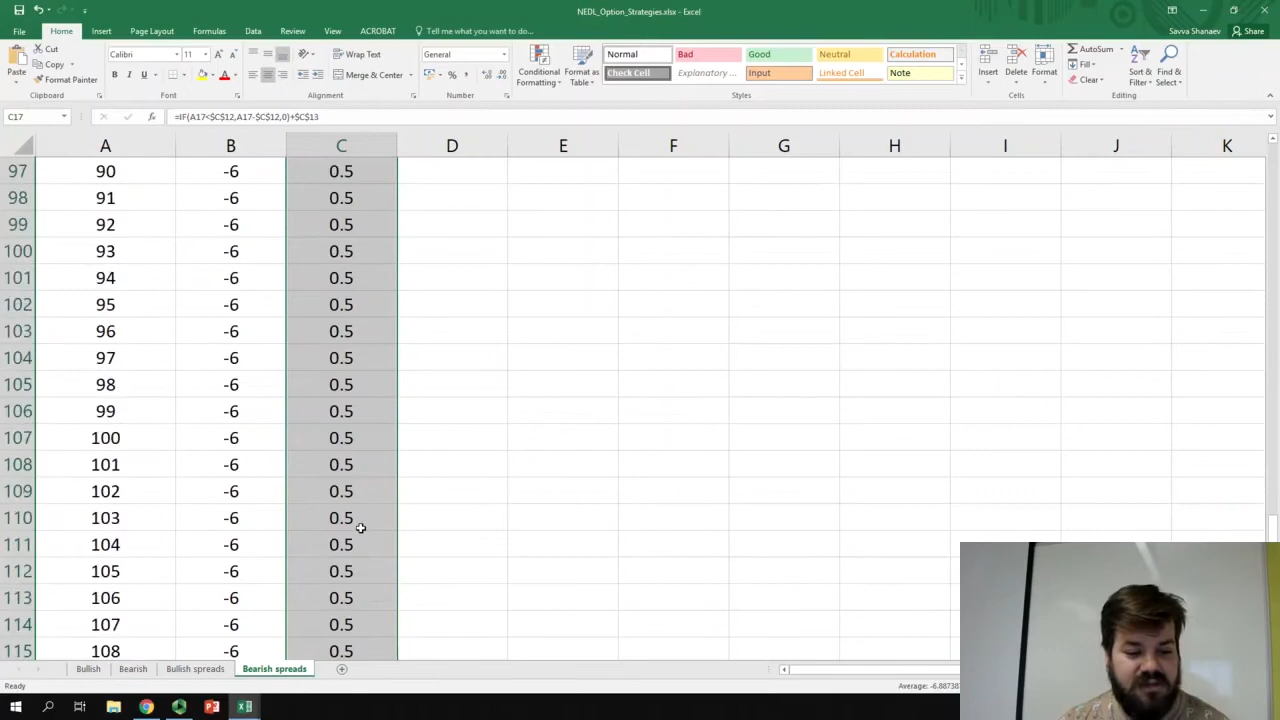 NEDL_Option_Strategies.xlsx - Excel
File Home Insert Page Layout Formulas Data Review View ACROBAT Tell me what you want to do... Savva Shanaev Share
Paste Cut Copy Format Painter Clipboard
Calibri 11 B I U Font
Wrap Text Merge & Center Alignment
General % , Number
Conditional Formatting Format as Table
Normal Bad Good Neutral Calculation
Check Cell Explanatory ... Input Linked Cell Note
Styles
Insert Delete Format Cells
AutoSum Fill Clear Sort & Filter Find & Select Editing
C17 fx =IF(A17<$C$12,A17-$C$12,0)+$C$13
A B C D E F G H I J K
97 90 -6 0.5
98 91 -6 0.5
99 92 -6 0.5
100 93 -6 0.5
101 94 -6 0.5
102 95 -6 0.5
103 96 -6 0.5
104 97 -6 0.5
105 98 -6 0.5
106 99 -6 0.5
107 100 -6 0.5
108 101 -6 0.5
109 102 -6 0.5
110 103 -6 0.5
111 104 -6 0.5
112 105 -6 0.5
113 106 -6 0.5
114 107 -6 0.5
115 108 -6 0.5
Bullish Bearish Bullish spreads Bearish spreads
Ready